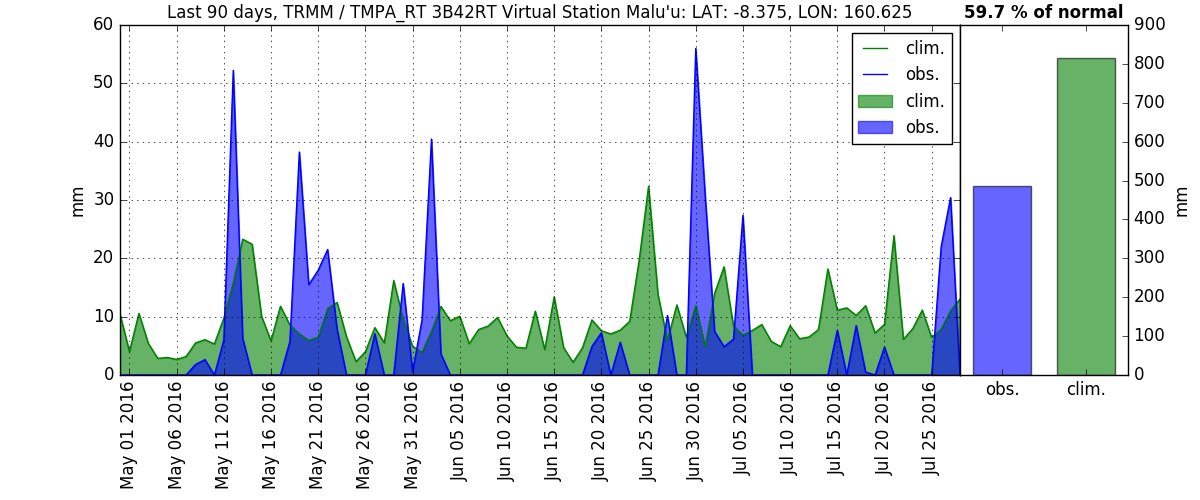 Last 90 days, TRMM / TMPA_RT 3B42RT Virtual Station Malu'u: LAT: -8.375, LON: 160.625
59.7 % of normal
mm
60
50
40
30
20
10
0
clim.
obs.
clim.
obs.
900
800
700
600
500
400
300
200
100
0
mm
obs.
clim.
May 01 2016
May 06 2016
May 11 2016
May 16 2016
May 21 2016
May 26 2016
May 31 2016
Jun 05 2016
Jun 10 2016
Jun 15 2016
Jun 20 2016
Jun 25 2016
Jun 30 2016
Jul 05 2016
Jul 10 2016
Jul 15 2016
Jul 20 2016
Jul 25 2016